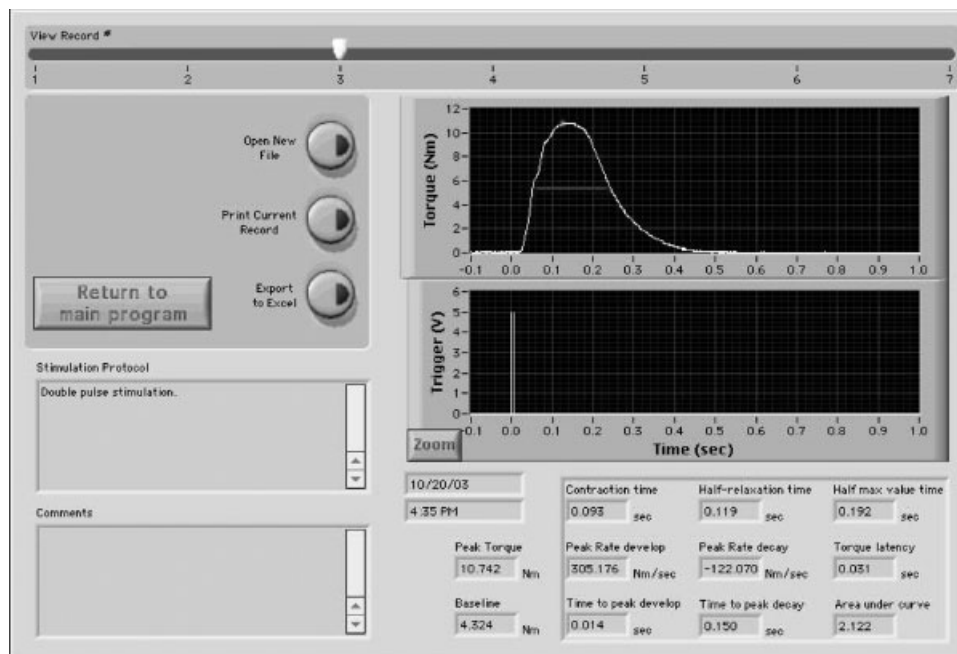 View Record #
1 2 3 4 5 6 7
Open New
File
Print Current
Record
Export
to Excel
Return to
main program
Stimulation Protocol
Double pulse stimulation.
Comments
Torque (Nm)
12
10
8
6
4
2
0
-0.1 0.0 0.1 0.2 0.3 0.4 0.5 0.6 0.7 0.8 0.9 1.0
Trigger (V)
6
5
4
3
2
1
0
-0.1 0.0 0.1 0.2 0.3 0.4 0.5 0.6 0.7 0.8 0.9 1.0
Time (sec)
Zoom
10/20/03
4:35 PM
Peak Torque
10.742 Nm
Baseline
4.324 Nm
Contraction time Half-relaxation time Half max value time
0.093 sec 0.119 sec 0.192 sec
Peak Rate develop Peak Rate decay Torque latency
305.176 Nm/sec -122.070 Nm/sec 0.031 sec
Time to peak develop Time to peak decay Area under curve
0.014 sec 0.150 sec 2.122